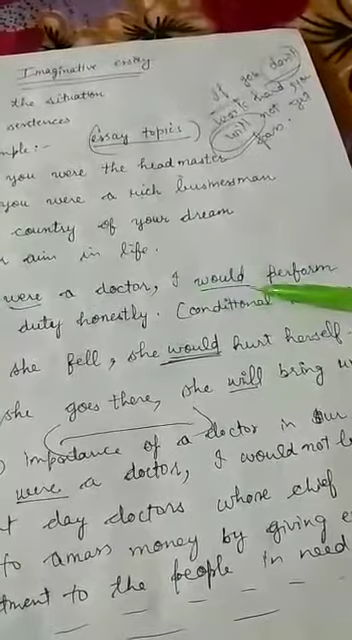 Imaginative essay
the situation
sentences
mple:-
(essay topics)
If you don't
work hard you
will not get
pass.
you were the headmaster
you were a rich businessman
country of your dream
aim in life.
were a doctor, I would perform
duty honestly. (Conditional
she fell, she would hurt herself
she goes there, she will bring
importance of a doctor in our
were a doctor, I would not
day doctors whose chief
to amass money by giving
tment to the people in need